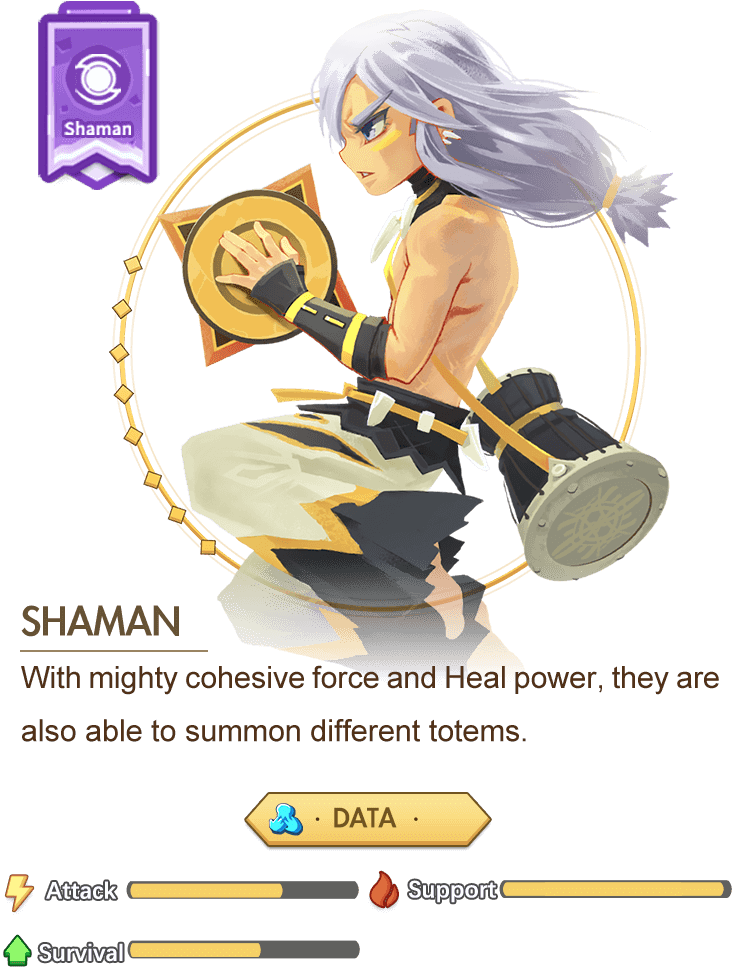 Shaman
SHAMAN
With mighty cohesive force and Heal power, they are
also able to summon different totems.
· DATA ·
Attack
Support
Survival